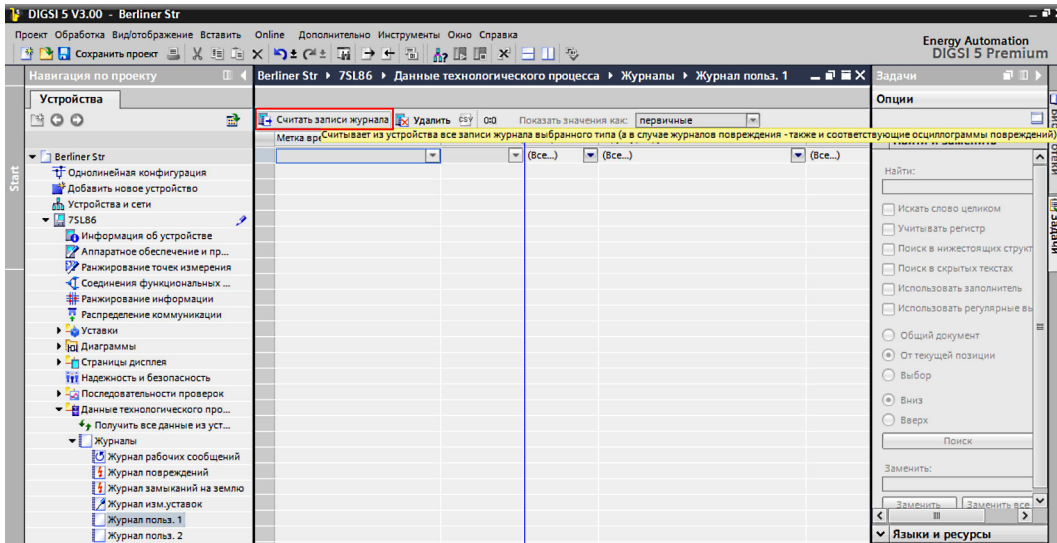 DIGSI 5 V3.00 - Berliner Str
Проект Обработка Вид/отображение Вставить Online Дополнительно Инструменты Окно Справка
Energy Automation
DIGSI 5 Premium
Сохранить проект
Навигация по проекту
Berliner Str 7SL86 Данные технологического процесса Журналы Журнал польз. 1
Задачи
Устройства
Опции
Считать записи журнала Удалить CSV Показать значения как: первичные
Метка вре
Считывает из устройства все записи журнала выбранного типа (а в случае журналов повреждения - также и соответствующие осциллограммы повреждений)
(Все...) (Все...) (Все...)
Start
Berliner Str
Однолинейная конфигурация
Добавить новое устройство
Устройства и сети
7SL86
Информация об устройстве
Аппаратное обеспечение и пр...
Ранжирование точек измерения
Соединения функциональных ...
Ранжирование информации
Распределение коммуникации
Уставки
Диаграммы
Страницы дисплея
Надежность и безопасность
Последовательности проверок
Данные технологического про...
Получить все данные из уст...
Журналы
Журнал рабочих сообщений
Журнал повреждений
Журнал замыканий на землю
Журнал изм.уставок
Журнал польз. 1
Журнал польз. 2
Найти:
Искать слово целиком
Учитывать регистр
Поиск в нижестоящих структ
Поиск в скрытых текстах
Использовать заполнитель
Использовать регулярные вы
Общий документ
От текущей позиции
Выбор
Вниз
Вверх
Поиск
Заменить:
Заменить Заменить все
Языки и ресурсы
Задачи